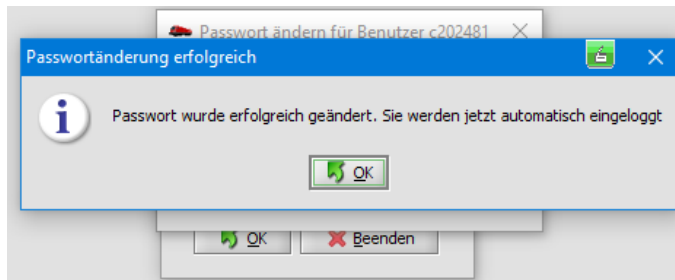 Passwort ändern für Benutzer c202481
Passwortänderung erfolgreich
Passwort wurde erfolgreich geändert. Sie werden jetzt automatisch eingeloggt
OK
OK
Beenden